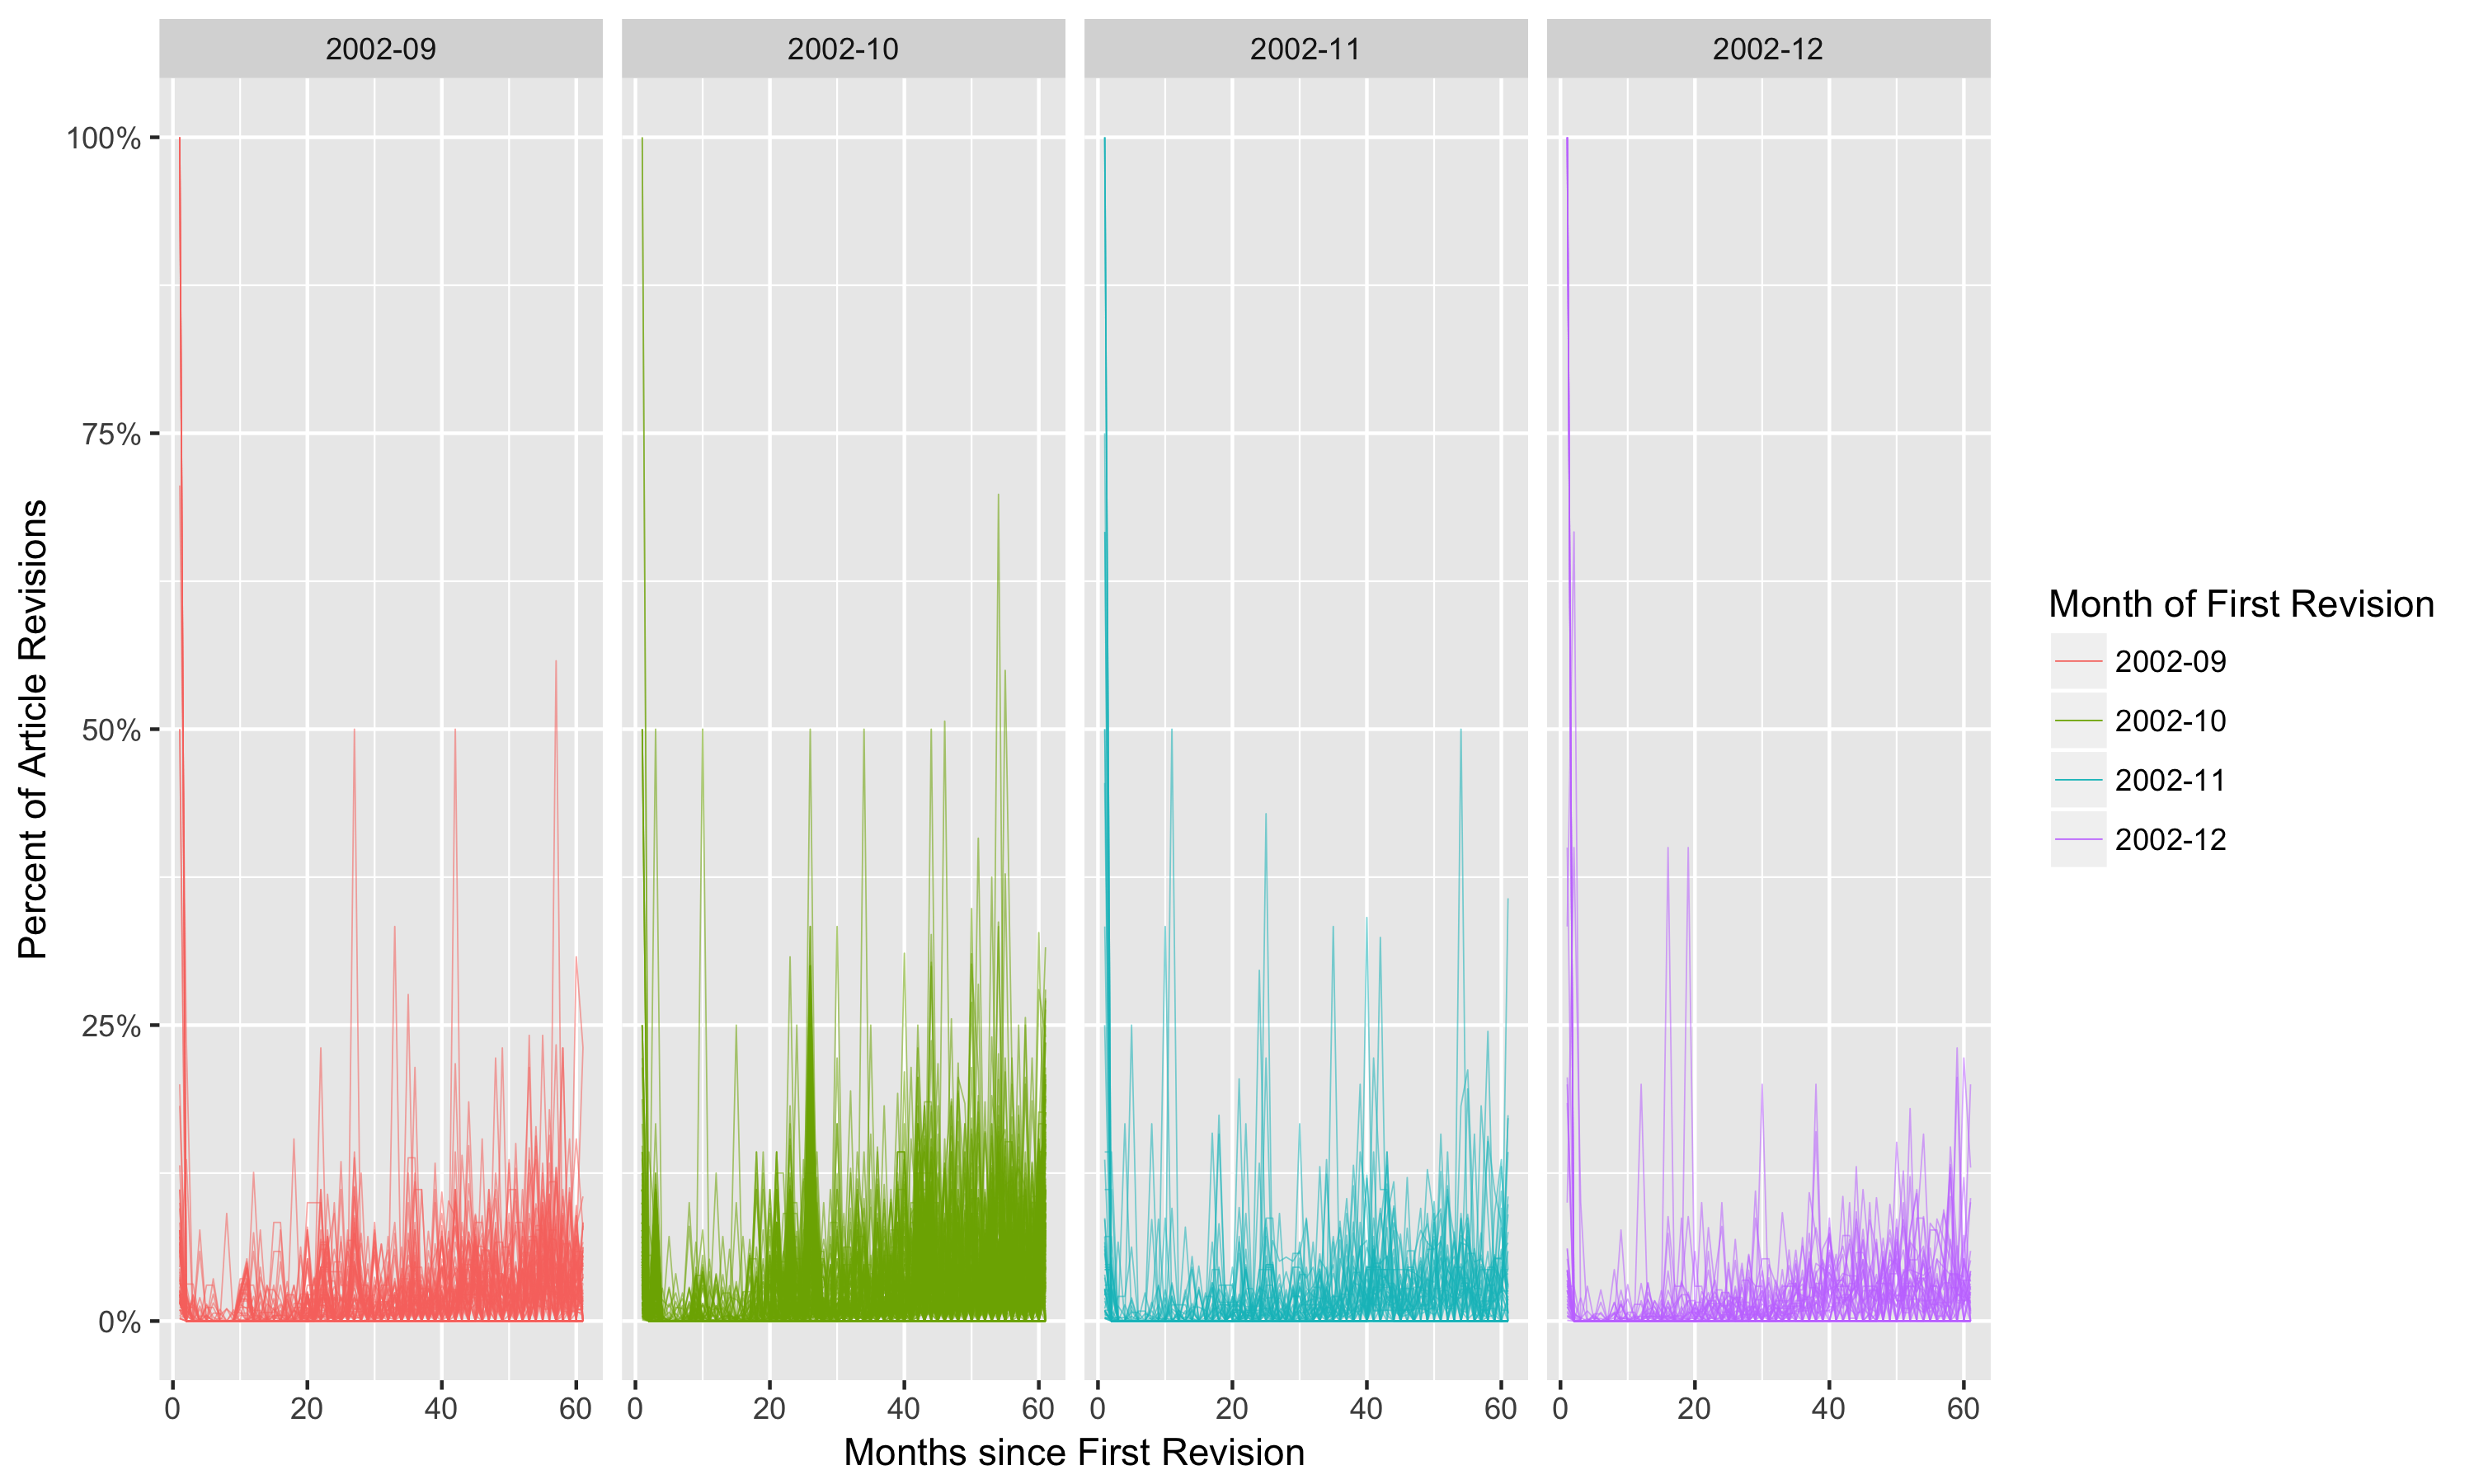 2002-09
2002-10
2002-11
2002-12
100%
75%
50%
25%
0%
Percent of Article Revisions
0 20 40 60
0 20 40 60
0 20 40 60
0 20 40 60
Months since First Revision
Month of First Revision
2002-09
2002-10
2002-11
2002-12